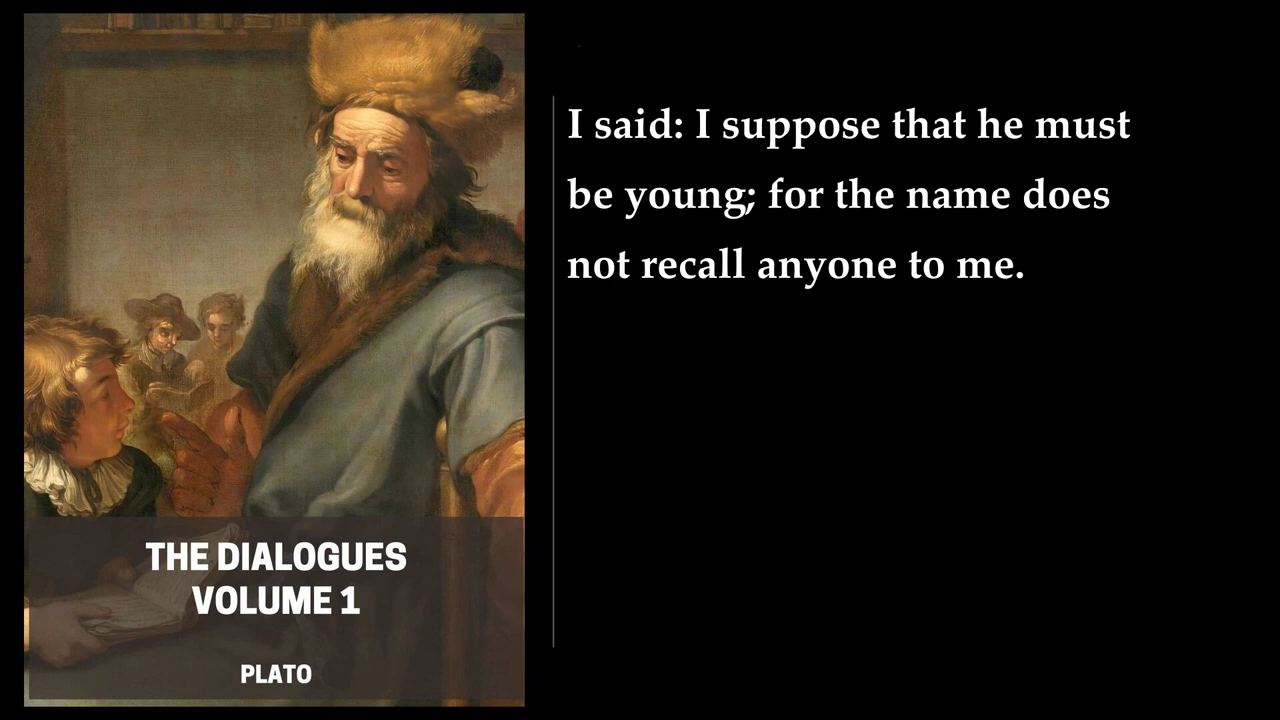 THE DIALOGUES
VOLUME 1
PLATO
I said: I suppose that he must
be young; for the name does
not recall anyone to me.